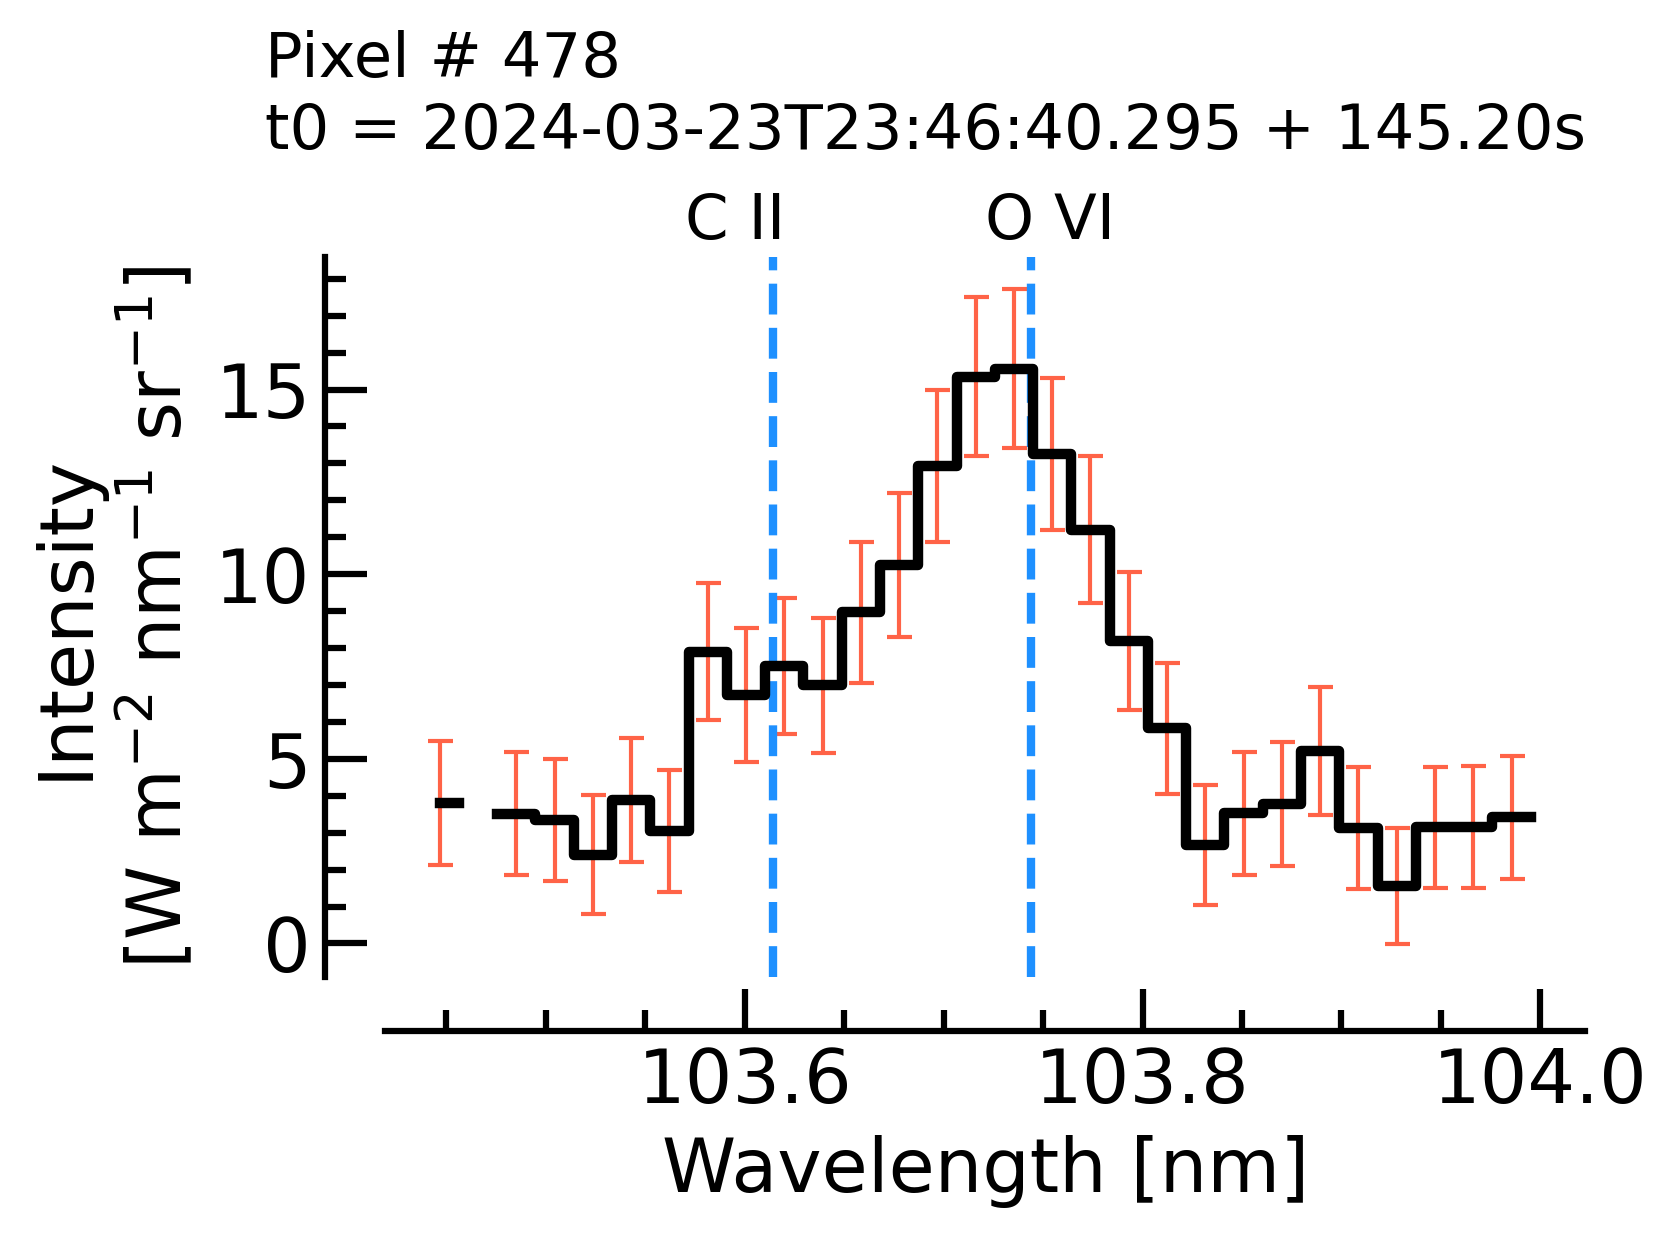 Pixel # 478
t0 = 2024-03-23T23:46:40.295 + 145.20s
C II
O VI
Intensity
[W m⁻² nm⁻¹ sr⁻¹]
15
10
5
0
103.6
103.8
104.0
Wavelength [nm]